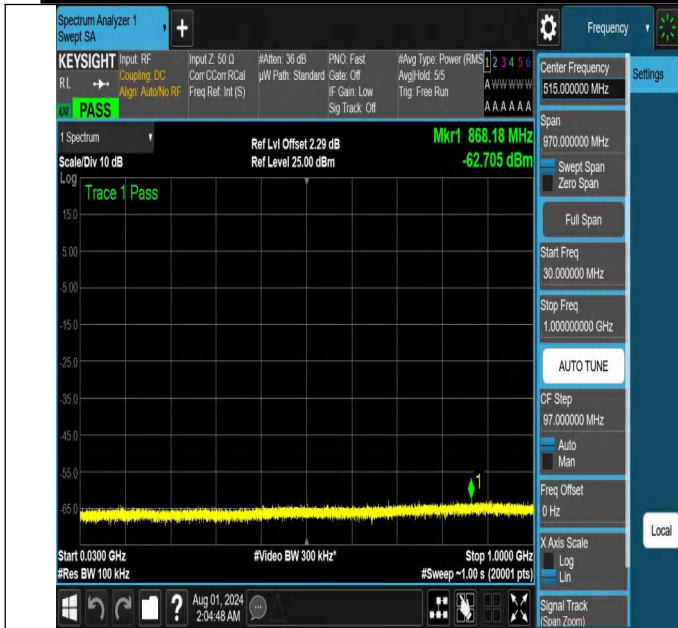 Spectrum Analyzer 1
Swept SA
+
Frequency
KEYSIGHT
RL
LXI
PASS
Input: RF
Coupling: DC
Align: Auto/No RF
Input Z: 50 Ω
Corr CCorr RCal
Freq Ref: Int (S)
#Atten: 36 dB
µW Path: Standard
PNO: Fast
Gate: Off
IF Gain: Low
Sig Track: Off
#Avg Type: Power (RMS
Avg|Hold: 5/5
Trig: Free Run
1 2 3 4 5 6
A W W W W W
A A A A A A
1 Spectrum
Scale/Div 10 dB
Ref Lvl Offset 2.29 dB
Ref Level 25.00 dBm
Mkr1 868.18 MHz
-62.705 dBm
Log
Trace 1 Pass
15.0
5.00
-5.00
-15.0
-25.0
-35.0
-45.0
-55.0
-65.0
1
Start 0.0300 GHz
#Res BW 100 kHz
#Video BW 300 kHz*
Stop 1.0000 GHz
#Sweep ~1.00 s (20001 pts)
Center Frequency
515.000000 MHz
Settings
Span
970.000000 MHz
Swept Span
Zero Span
Full Span
Start Freq
30.000000 MHz
Stop Freq
1.000000000 GHz
AUTO TUNE
CF Step
97.000000 MHz
Auto
Man
Freq Offset
0 Hz
X Axis Scale
Log
Lin
Local
Signal Track
(Span Zoom)
?
Aug 01, 2024
2:04:48 AM